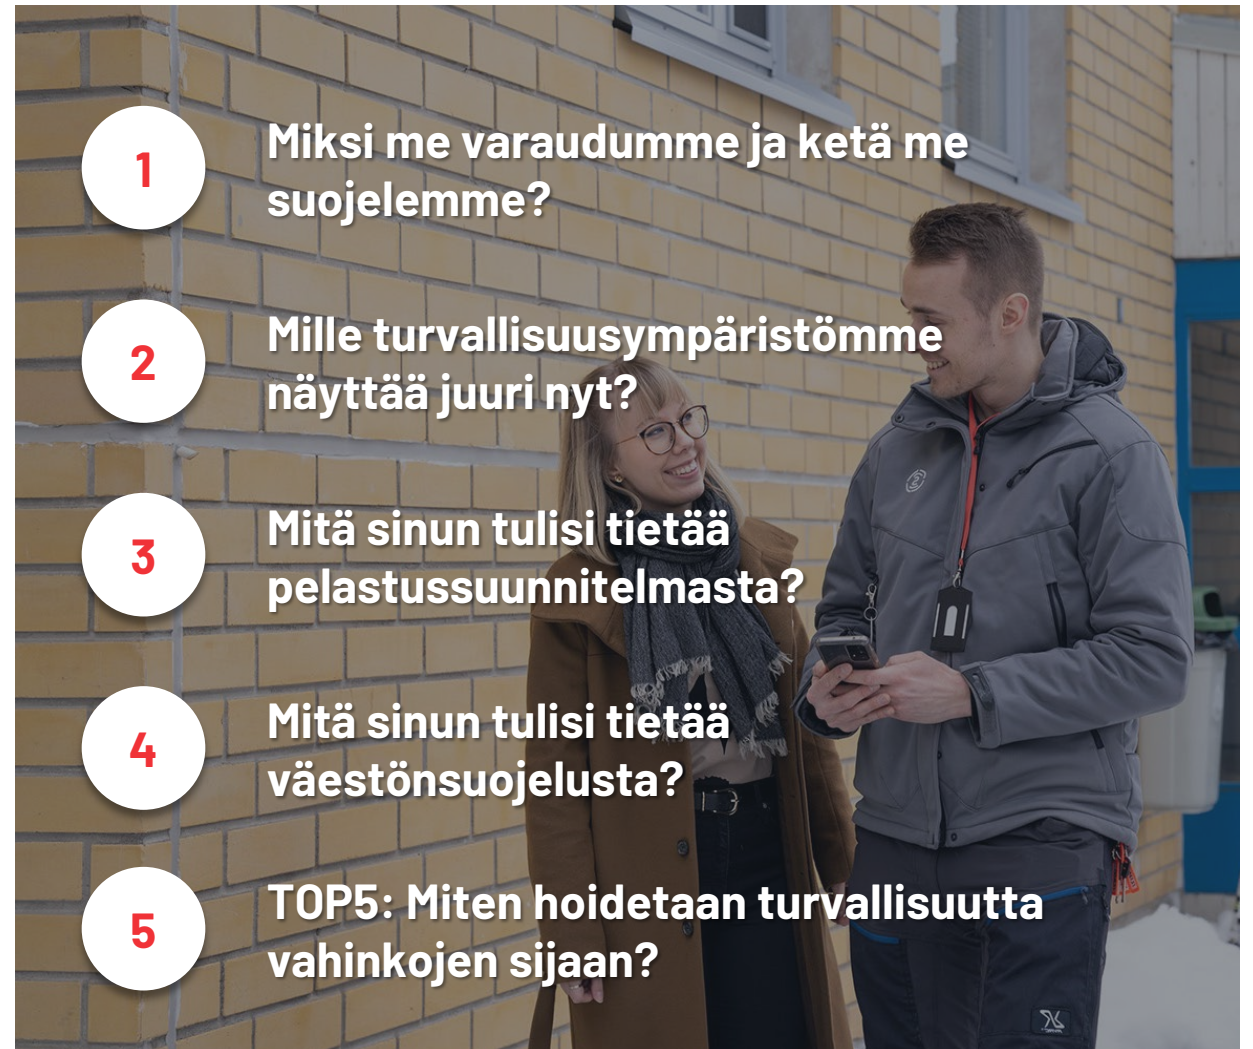 1
Miksi me varaudumme ja ketä me
suojelemme?
2
Mille turvallisuusympäristömme
näyttää juuri nyt?
3
Mitä sinun tulisi tietää
pelastussuunnitelmasta?
4
Mitä sinun tulisi tietää
väestönsuojelusta?
5
TOP5: Miten hoidetaan turvallisuutta
vahinkojen sijaan?